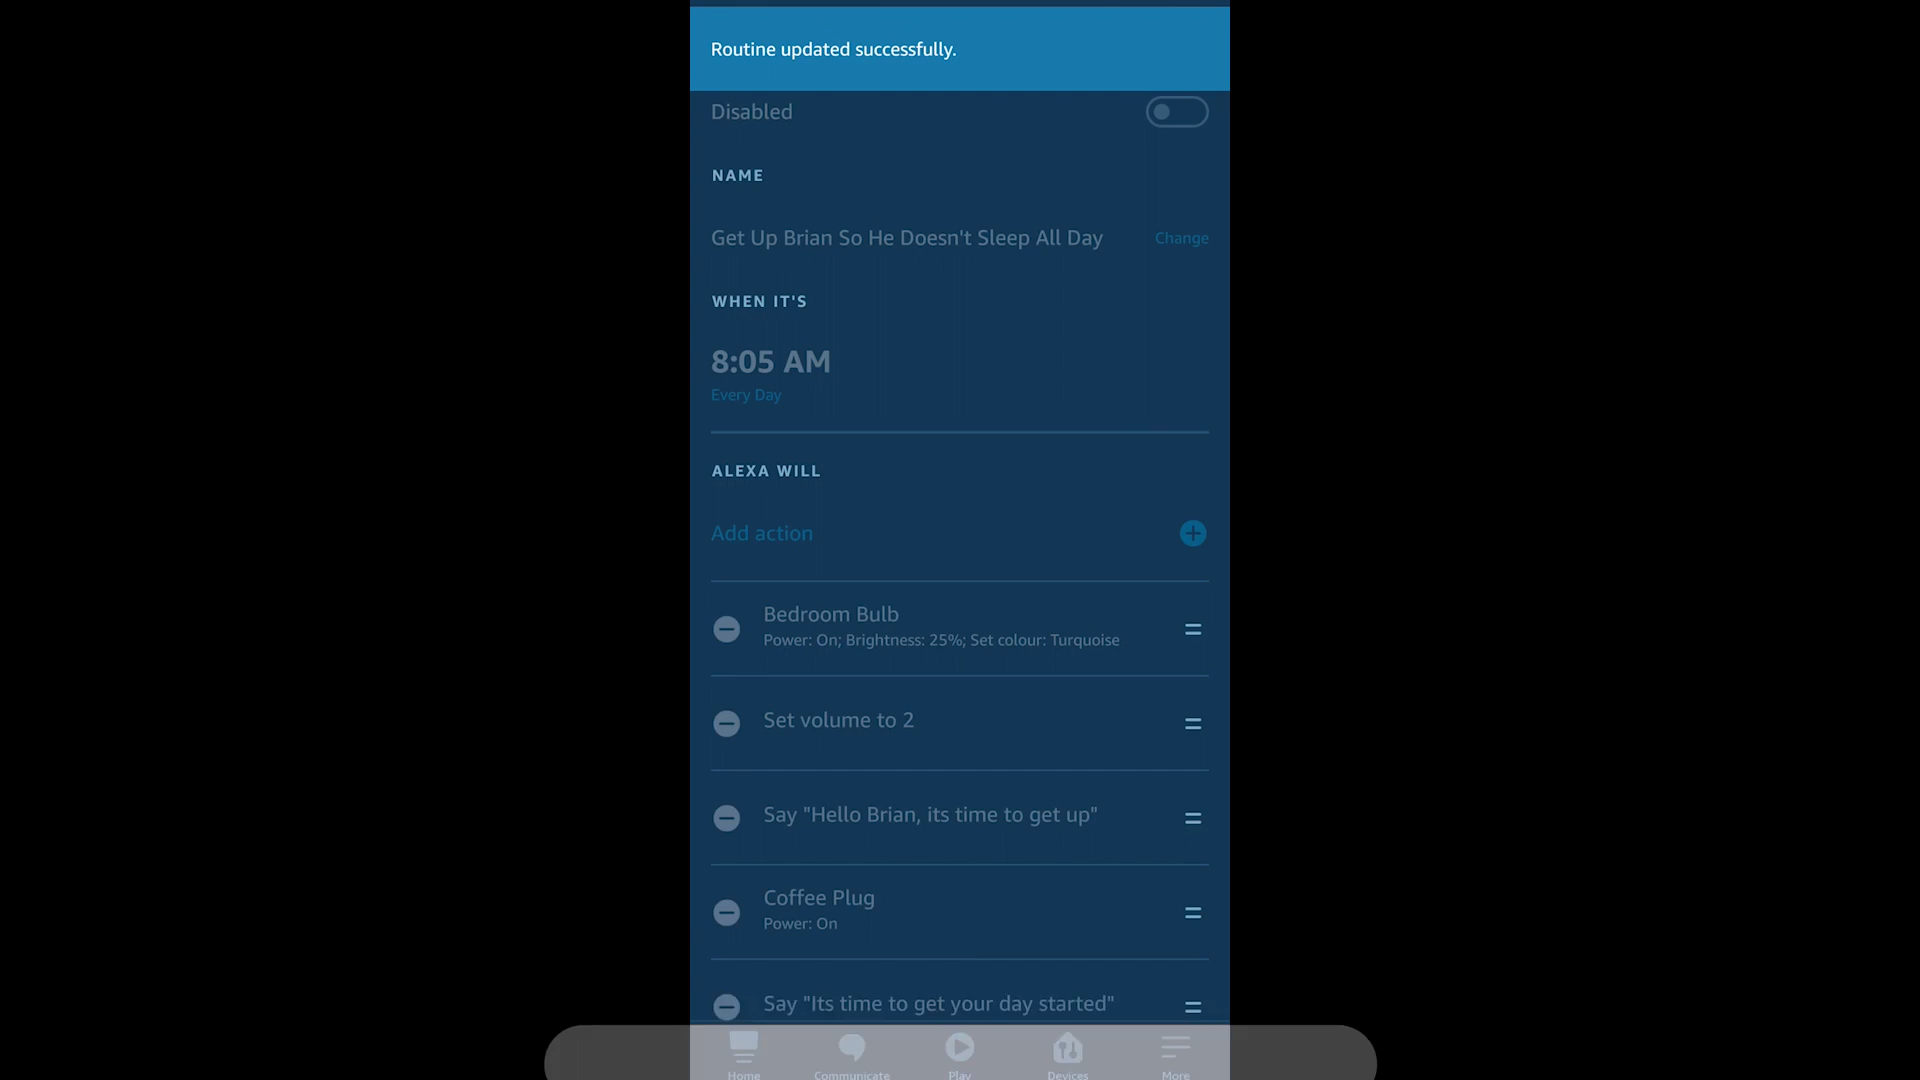 Routine updated successfully.
Disabled
NAME
Get Up Brian So He Doesn't Sleep All Day
Change
WHEN IT'S
8:05 AM
Every Day
ALEXA WILL
Add action
Bedroom Bulb
Power: On; Brightness: 25%; Set colour: Turquoise
Set volume to 2
Say "Hello Brian, its time to get up"
Coffee Plug
Power: On
Say "Its time to get your day started"
Home
Communicate
Play
Devices
More